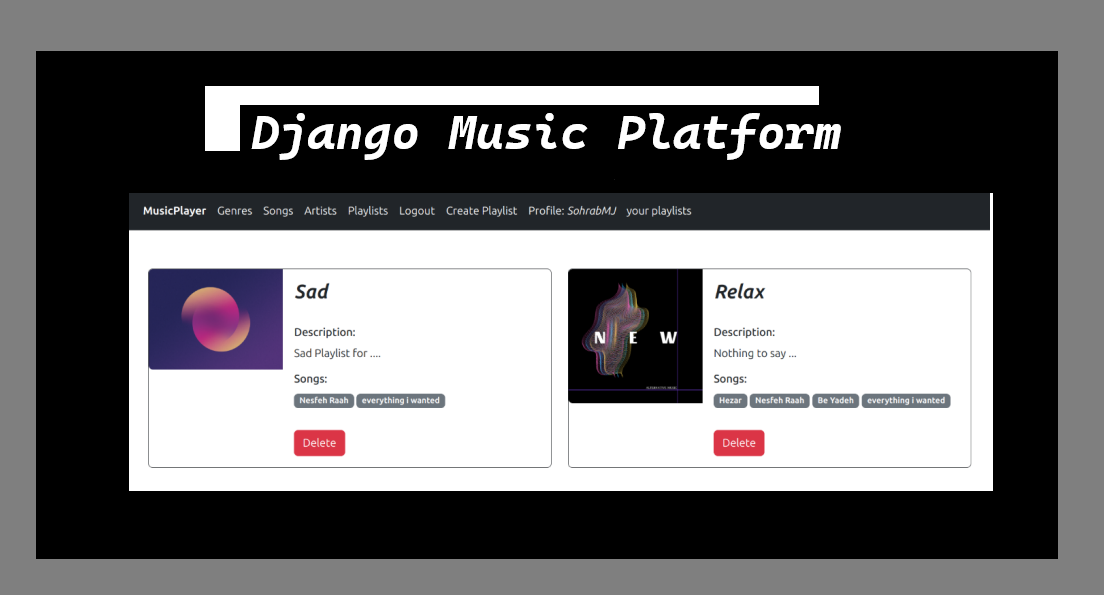 Django Music Platform
MusicPlayer Genres Songs Artists Playlists Logout Create Playlist Profile: SohrabMJ your playlists
Sad
Description:
Sad Playlist for ....
Songs:
Nesfeh Raah everything i wanted
Delete
N E W
Relax
Description:
Nothing to say ...
Songs:
Hezar Nesfeh Raah Be Yadeh everything i wanted
Delete